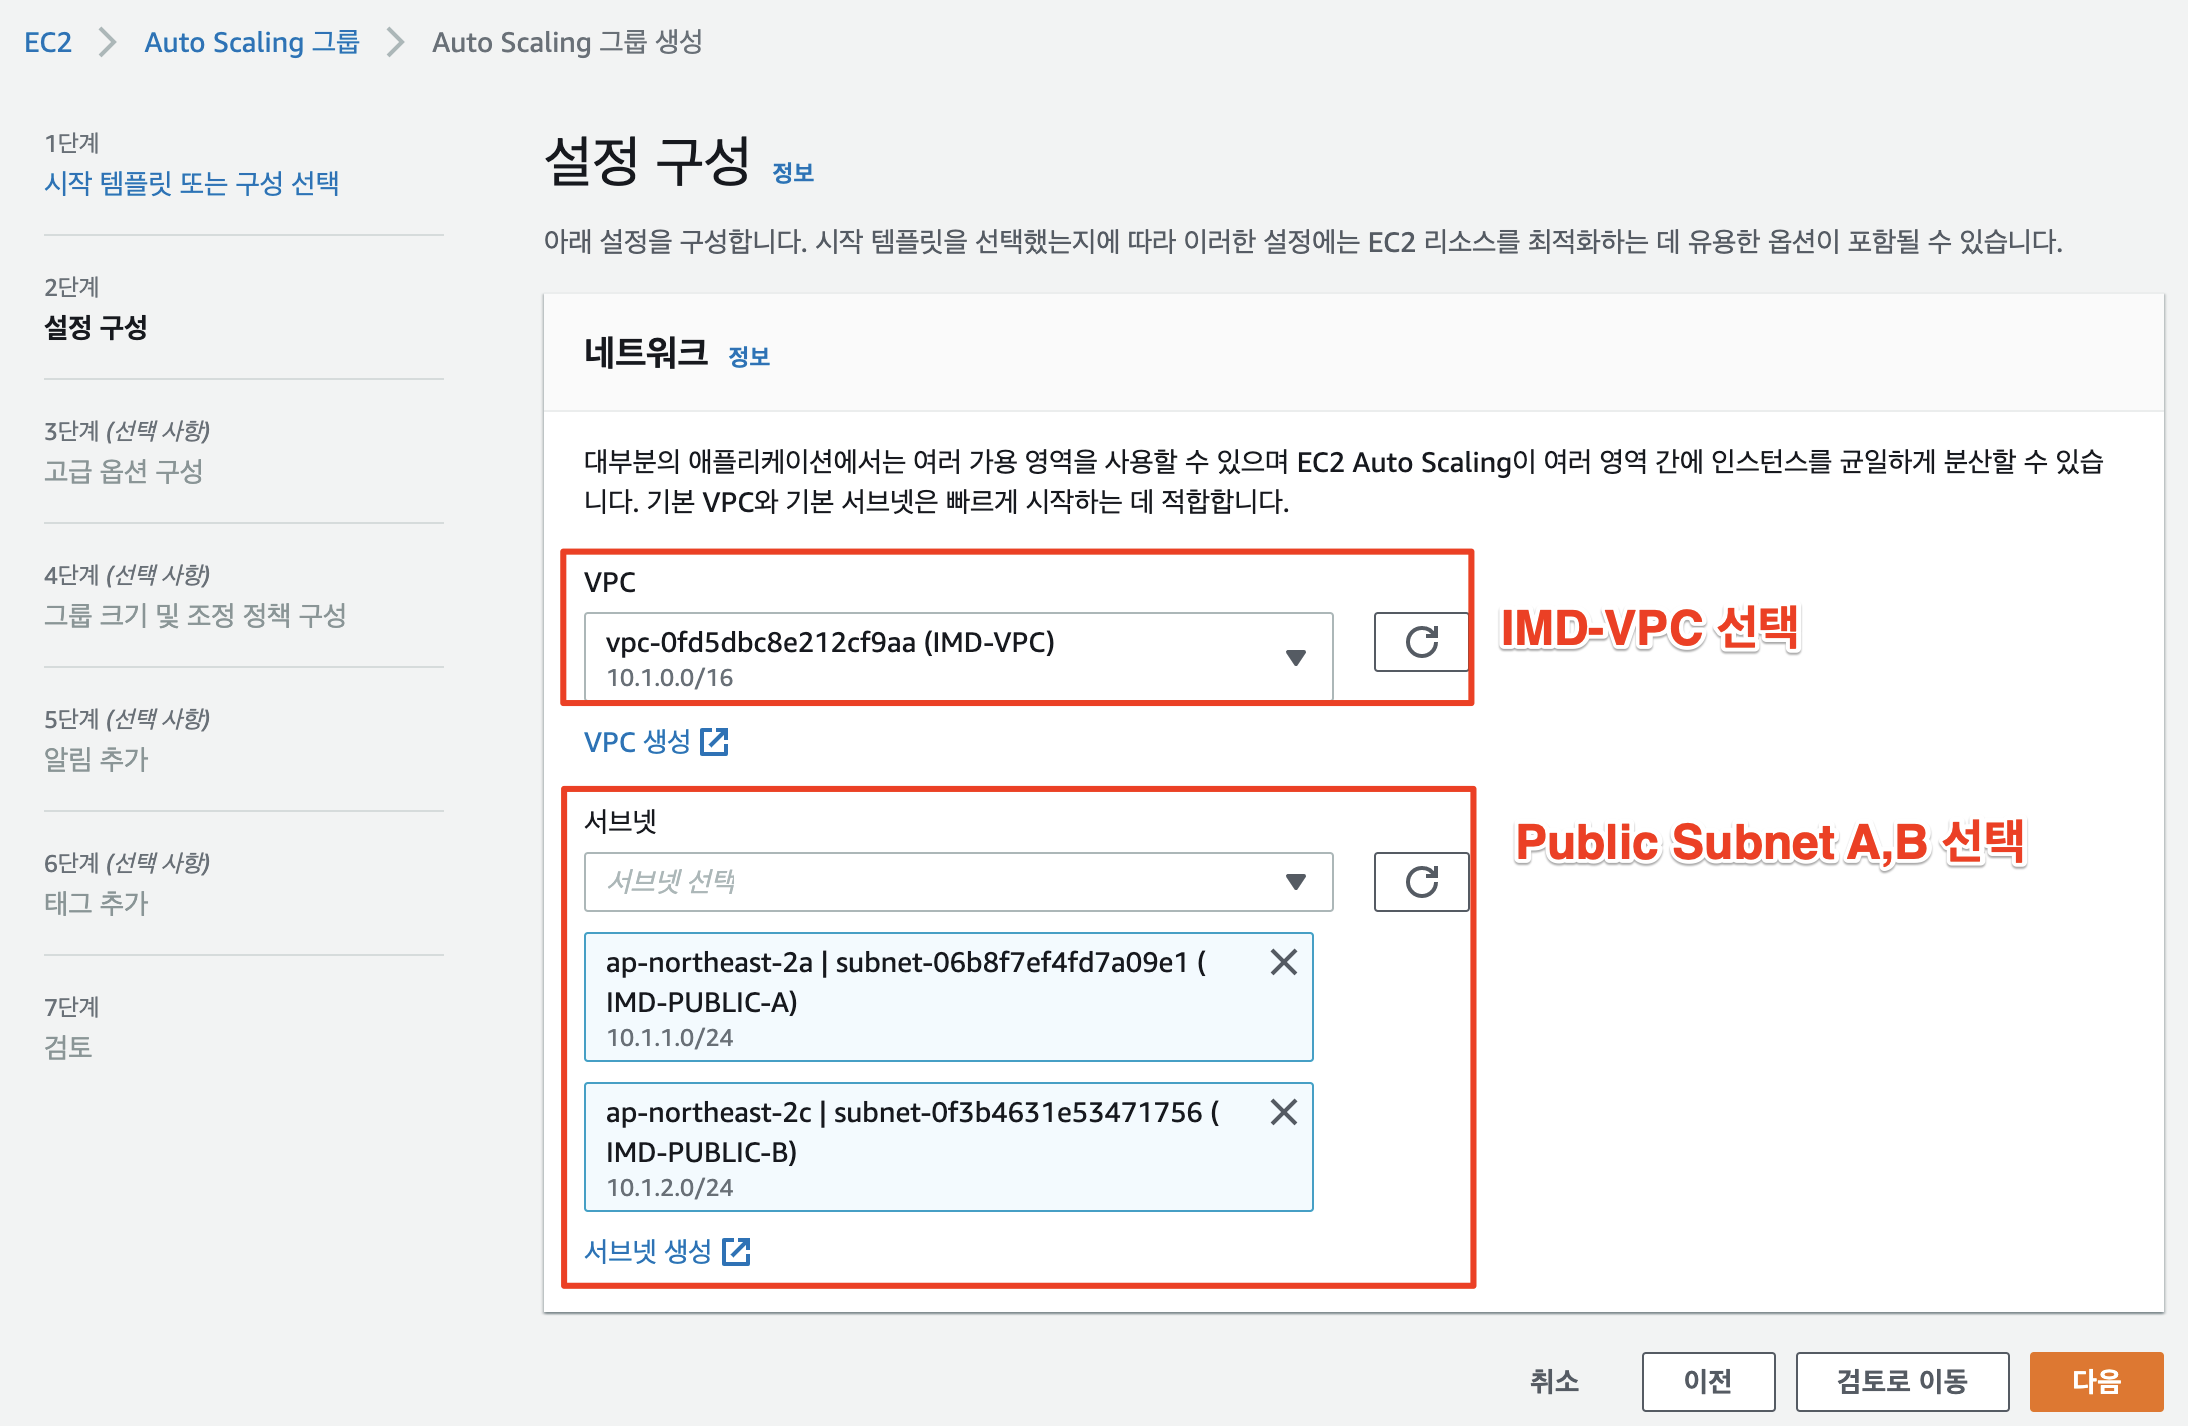 EC2 > Auto Scaling 그룹 > Auto Scaling 그룹 생성
1단계
시작 템플릿 또는 구성 선택
2단계
설정 구성
3단계 (선택 사항)
고급 옵션 구성
4단계 (선택 사항)
그룹 크기 및 조정 정책 구성
5단계 (선택 사항)
알림 추가
6단계 (선택 사항)
태그 추가
7단계
검토
설정 구성 정보
아래 설정을 구성합니다. 시작 템플릿을 선택했는지에 따라 이러한 설정에는 EC2 리소스를 최적화하는 데 유용한 옵션이 포함될 수 있습니다.
네트워크 정보
대부분의 애플리케이션에서는 여러 가용 영역을 사용할 수 있으며 EC2 Auto Scaling이 여러 영역 간에 인스턴스를 균일하게 분산할 수 있습
니다. 기본 VPC와 기본 서브넷은 빠르게 시작하는 데 적합합니다.
VPC
vpc-0fd5dbc8e212cf9aa (IMD-VPC)
10.1.0.0/16
IMD-VPC 선택
VPC 생성
서브넷
서브넷 선택
Public Subnet A,B 선택
ap-northeast-2a | subnet-06b8f7ef4fd7a09e1 (
IMD-PUBLIC-A)
10.1.1.0/24
ap-northeast-2c | subnet-0f3b4631e53471756 (
IMD-PUBLIC-B)
10.1.2.0/24
서브넷 생성
취소
이전
검토로 이동
다음